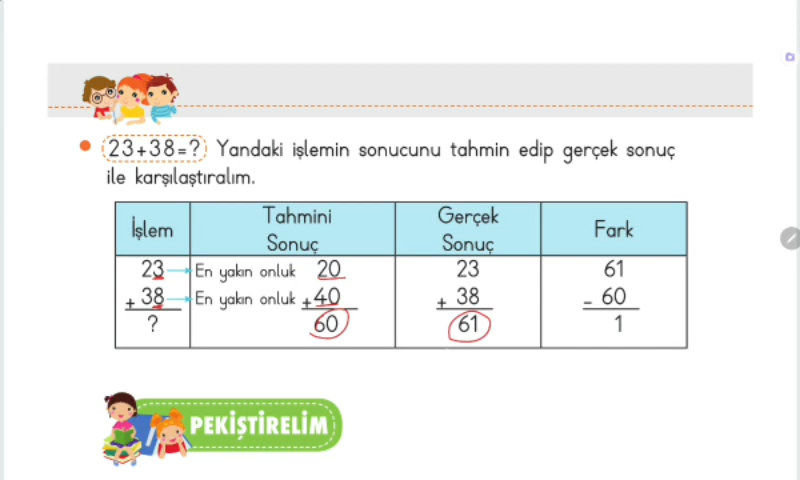 23+38=? Yandaki işlemin sonucunu tahmin edip gerçek sonuç
ile karşılaştıralım.
İşlem
Tahmini
Sonuç
Gerçek
Sonuç
Fark
23 En yakın onluk 20
+ 38 En yakın onluk + 40
? 60
23
+ 38
61
61
- 60
1
PEKİŞTİRELİM